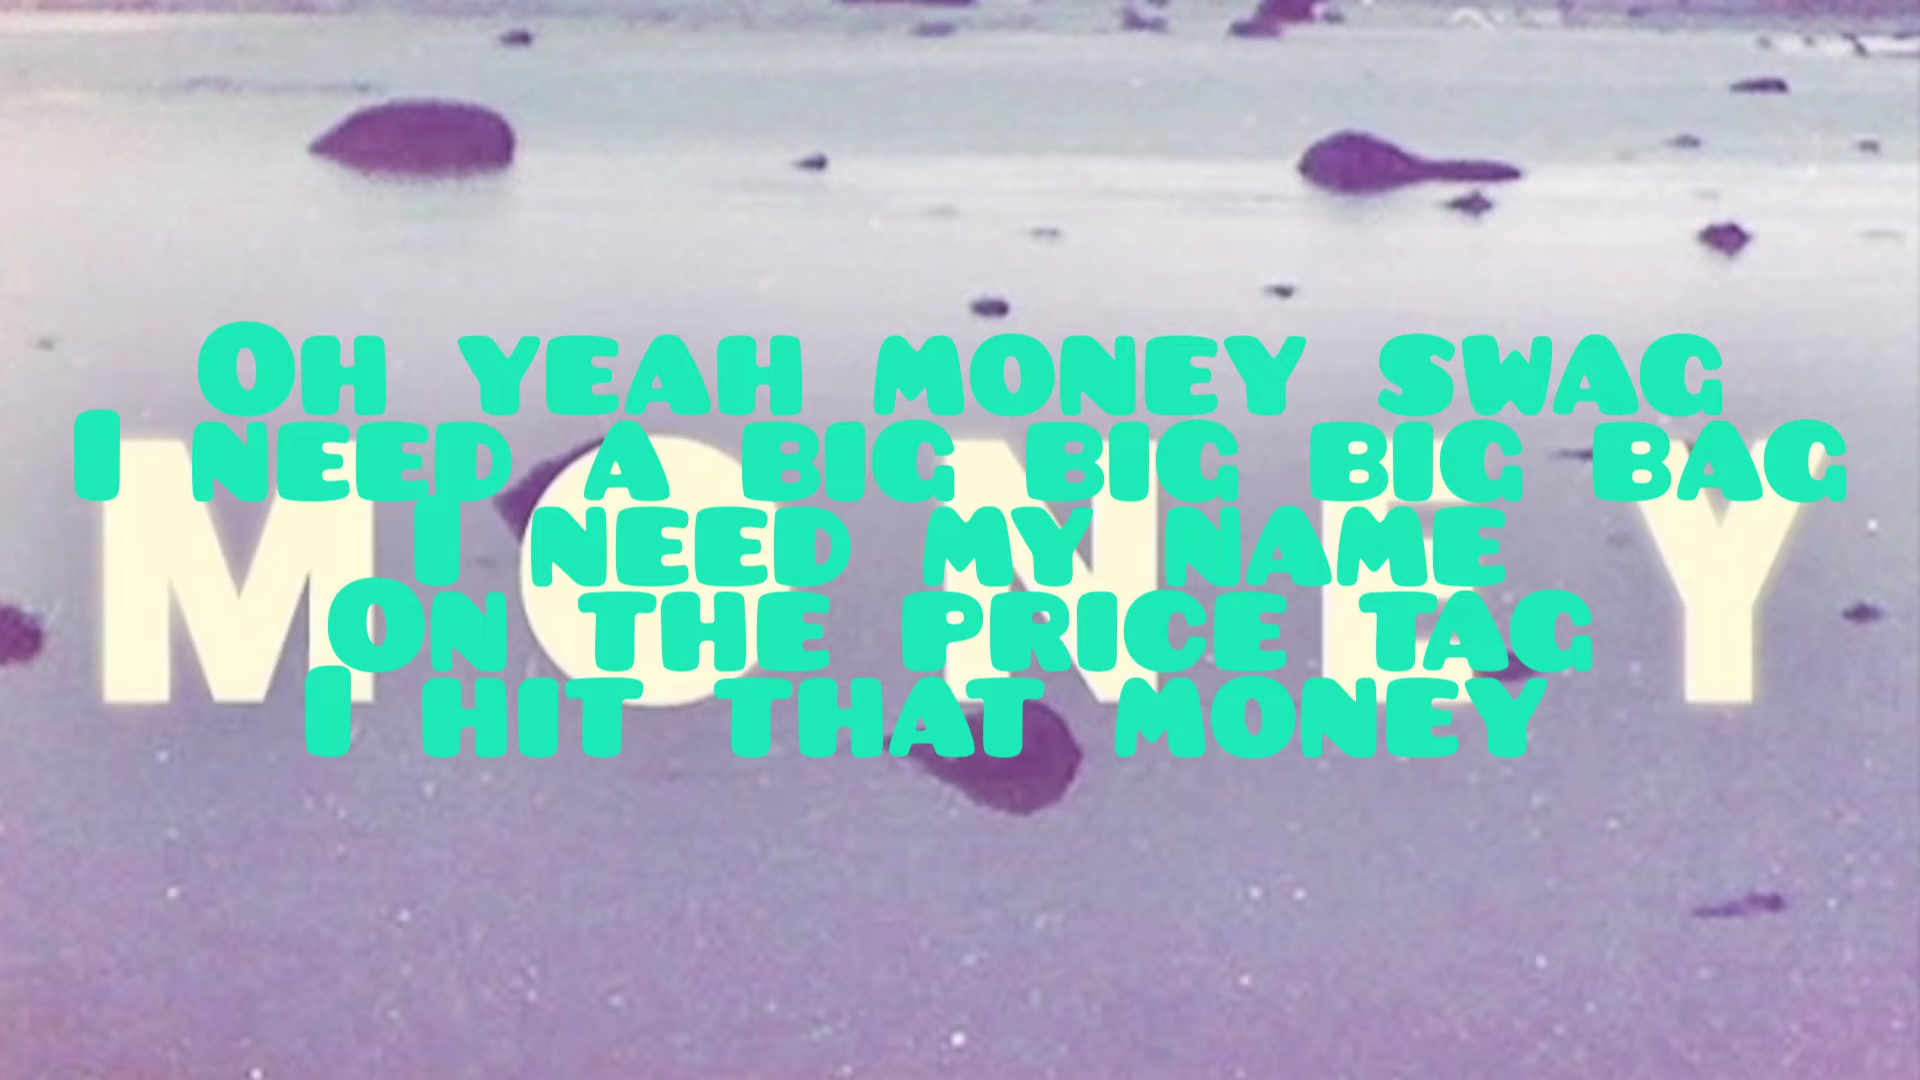 Oh yeah money swag
I need a big big big bag
I need my name
On the price tag
I hit that money
MONEY